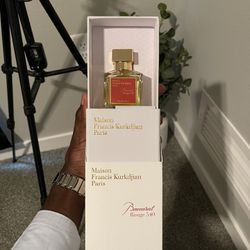 Maison
Francis Kurkdjian
Paris
Maison
Francis Kurkdjian
Paris
Baccarat
Rouge 540